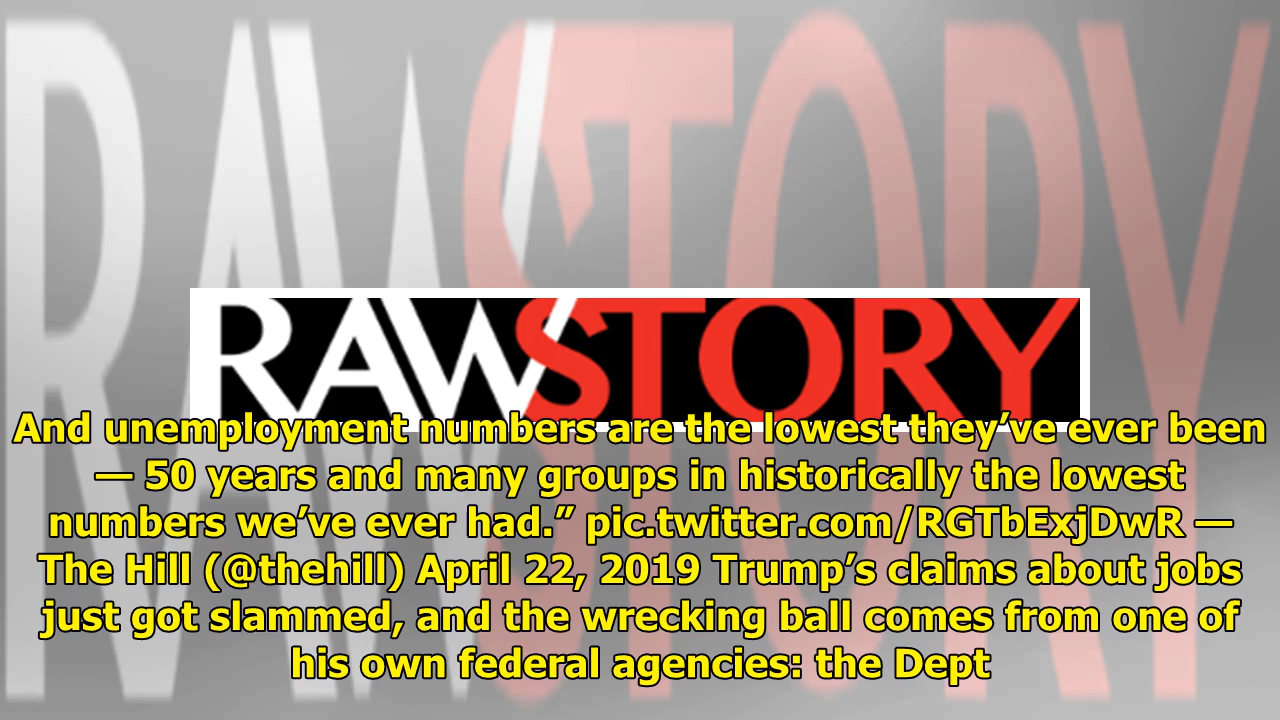 RAWSTORY
RAWSTORY
And unemployment numbers are the lowest they’ve ever been
— 50 years and many groups in historically the lowest
numbers we’ve ever had.” pic.twitter.com/RGTbExjDwR —
The Hill (@thehill) April 22, 2019 Trump’s claims about jobs
just got slammed, and the wrecking ball comes from one of
his own federal agencies: the Dept